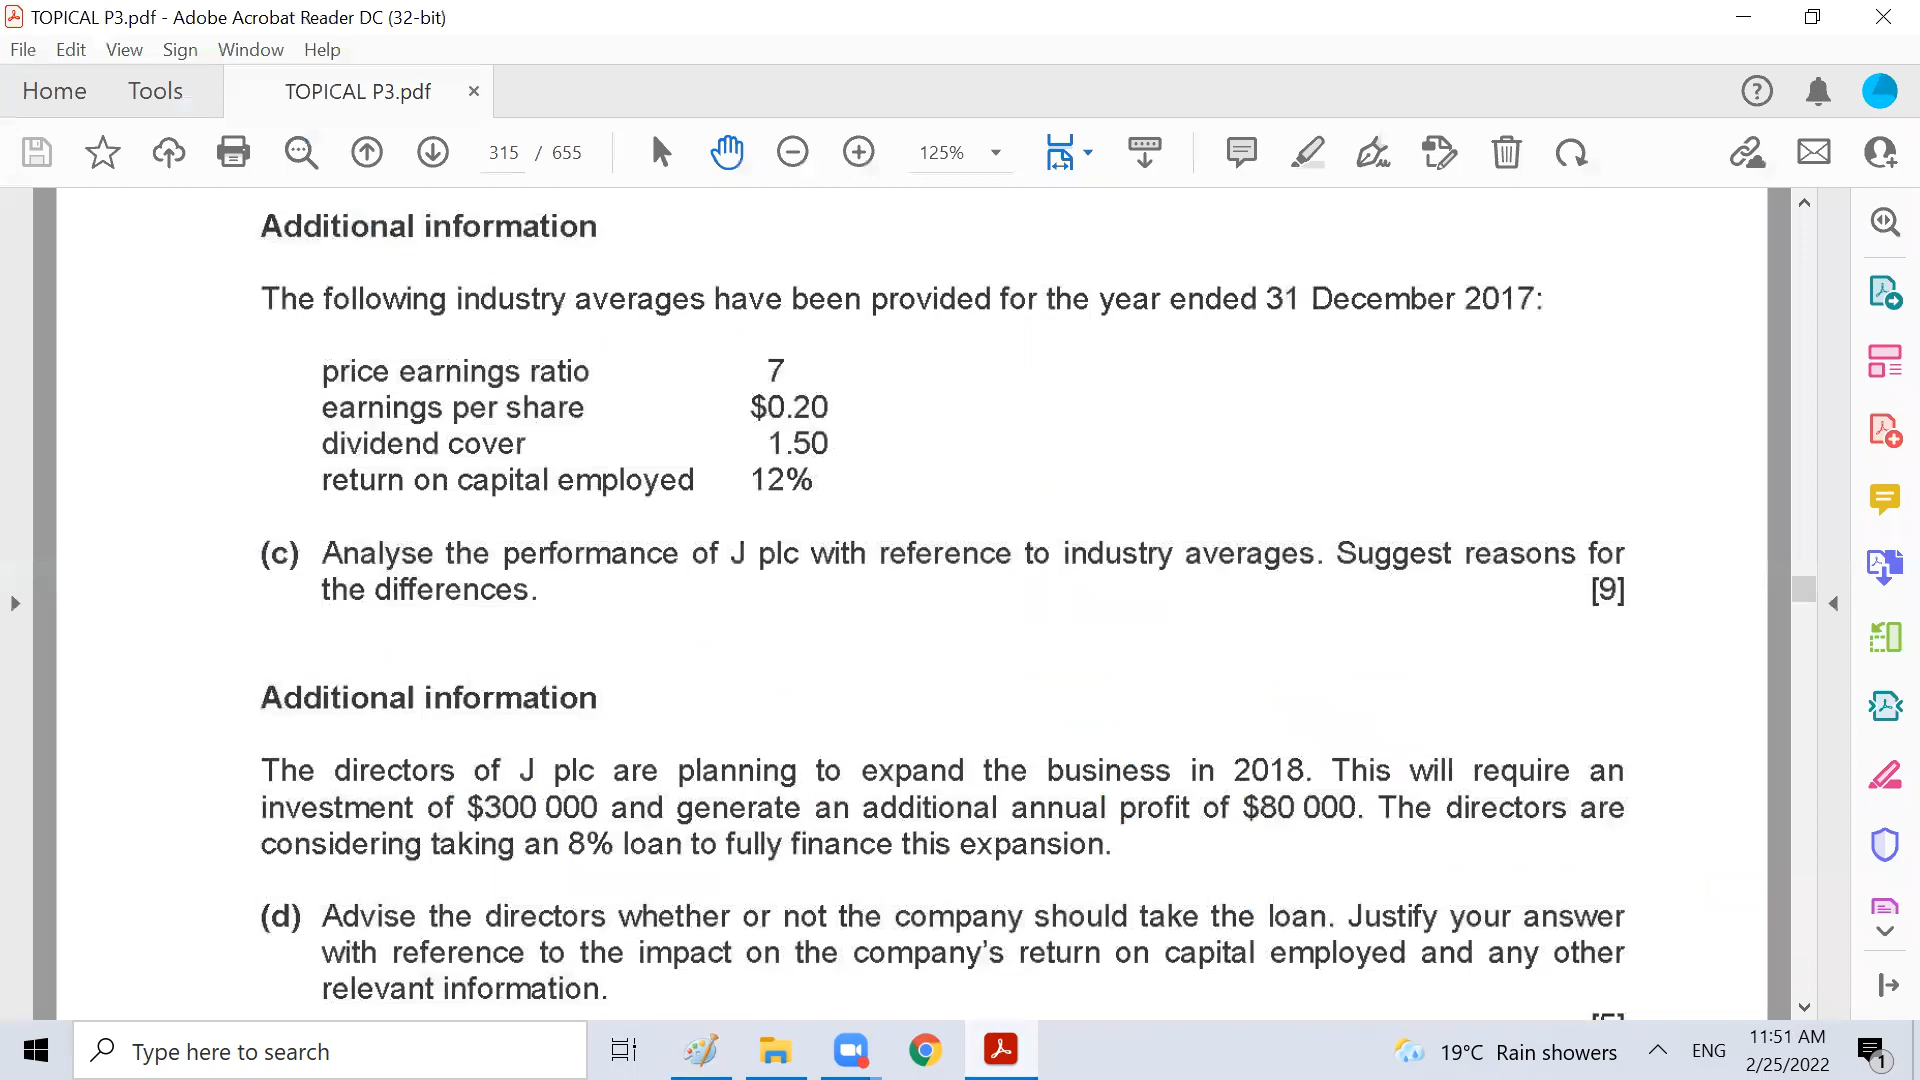 TOPICAL P3.pdf - Adobe Acrobat Reader DC (32-bit)
File Edit View Sign Window Help
Home Tools TOPICAL P3.pdf ×
315 / 655 125%
Additional information
The following industry averages have been provided for the year ended 31 December 2017:
price earnings ratio 7
earnings per share $0.20
dividend cover 1.50
return on capital employed 12%
(c) Analyse the performance of J plc with reference to industry averages. Suggest reasons for
the differences. [9]
Additional information
The directors of J plc are planning to expand the business in 2018. This will require an
investment of $300 000 and generate an additional annual profit of $80 000. The directors are
considering taking an 8% loan to fully finance this expansion.
(d) Advise the directors whether or not the company should take the loan. Justify your answer
with reference to the impact on the company's return on capital employed and any other
relevant information.
Type here to search
19°C Rain showers ENG 11:51 AM
2/25/2022 1